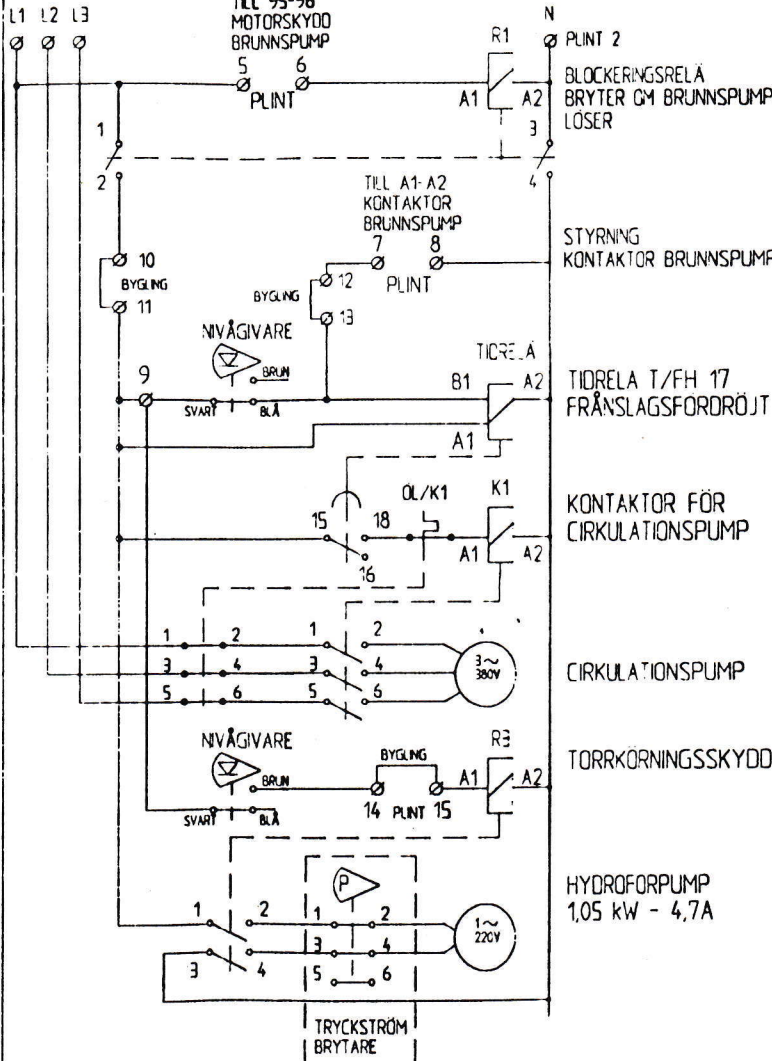 L1 L2 L3
TILL 95-96
MOTORSKYDD
BRUNNSPUMP
N
R1
PLINT 2
5 6
PLINT
A1 A2
BLOCKERINGSRELÄ
BRYTER OM BRUNNSPUMP
LÖSER
1
3
2
4
TILL A1-A2
KONTAKTOR
BRUNNSPUMP
7 8
PLINT
STYRNING
KONTAKTOR BRUNNSPUMP
10
BYGLING
11
12
BYGLING
13
NIVÅGIVARE
TIDRELÄ
9
BRUN
SVART BLÅ
B1 A2
A1
TIDRELA T/FH 17
FRÅNSLAGSFÖRDRÖJT
ÖL/K1
K1
15 18
16
A1 A2
KONTAKTOR FÖR
CIRKULATIONSPUMP
1 2 1 2
3 4 3 4
5 6 5 6
3~
380V
CIRKULATIONSPUMP
NIVÅGIVARE
BRUN
SVART BLÅ
BYGLING
14 PLINT 15
R3
A1 A2
TORRKÖRNINGSSKYDD
P
1 2 1 2
3 4 3 4
5 6
1~
220V
HYDROFORPUMP
1,05 kW - 4,7A
TRYCKSTRÖM
BRYTARE